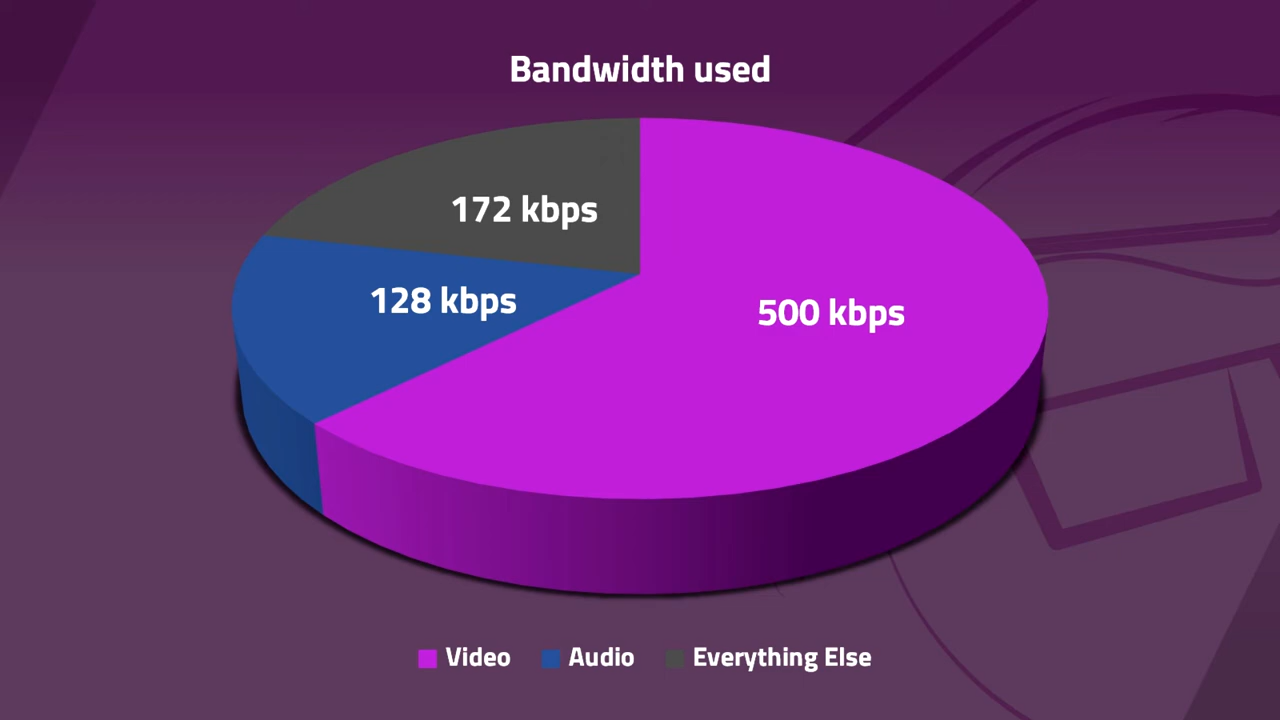 Bandwidth used
172 kbps
128 kbps
500 kbps
Video Audio Everything Else